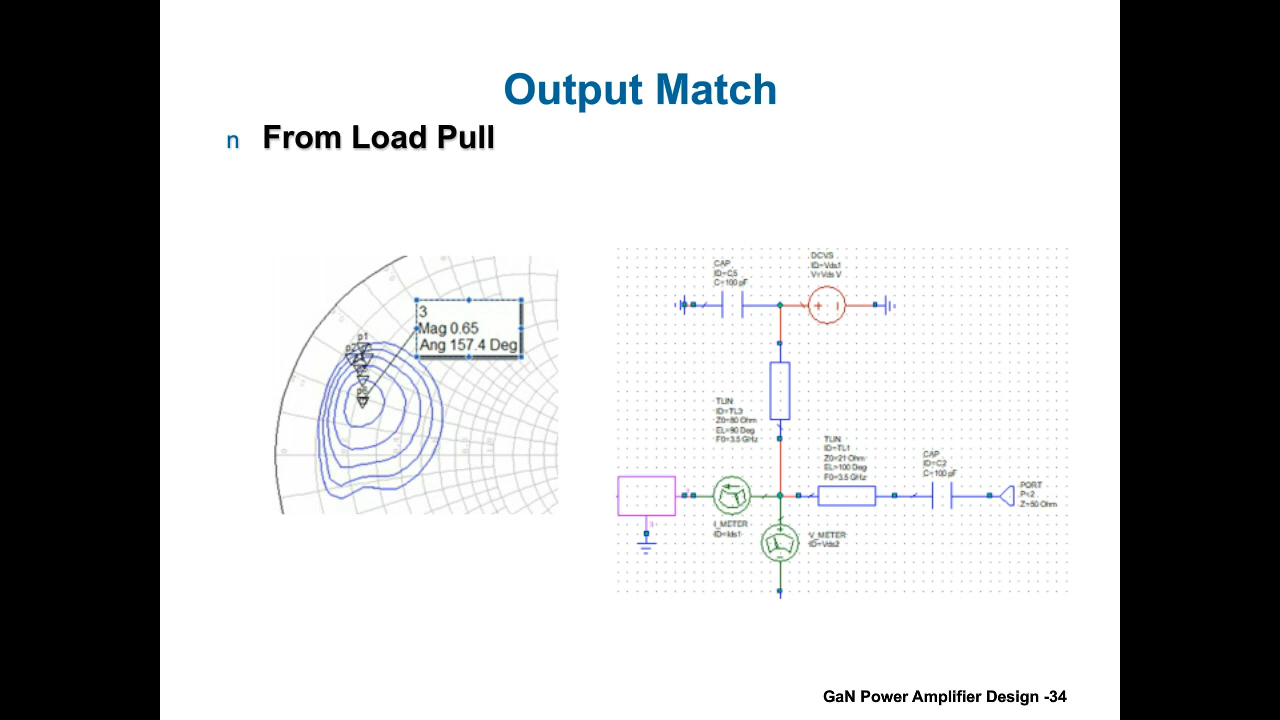 Output Match
n From Load Pull
3
Mag 0.65
Ang 157.4 Deg
p1
CAP
ID=C5
C=100 pF
DCVS
ID=Vds1
V=Vds V
TLIN
ID=TL3
Z0=80 Ohm
EL=90 Deg
F0=3.5 GHz
TLIN
ID=TL1
Z0=21 Ohm
EL=100 Deg
F0=3.5 GHz
CAP
ID=C2
C=100 pF
PORT
P=2
Z=50 Ohm
I_METER
ID=Ids1
V_METER
ID=Vds2
GaN Power Amplifier Design -34